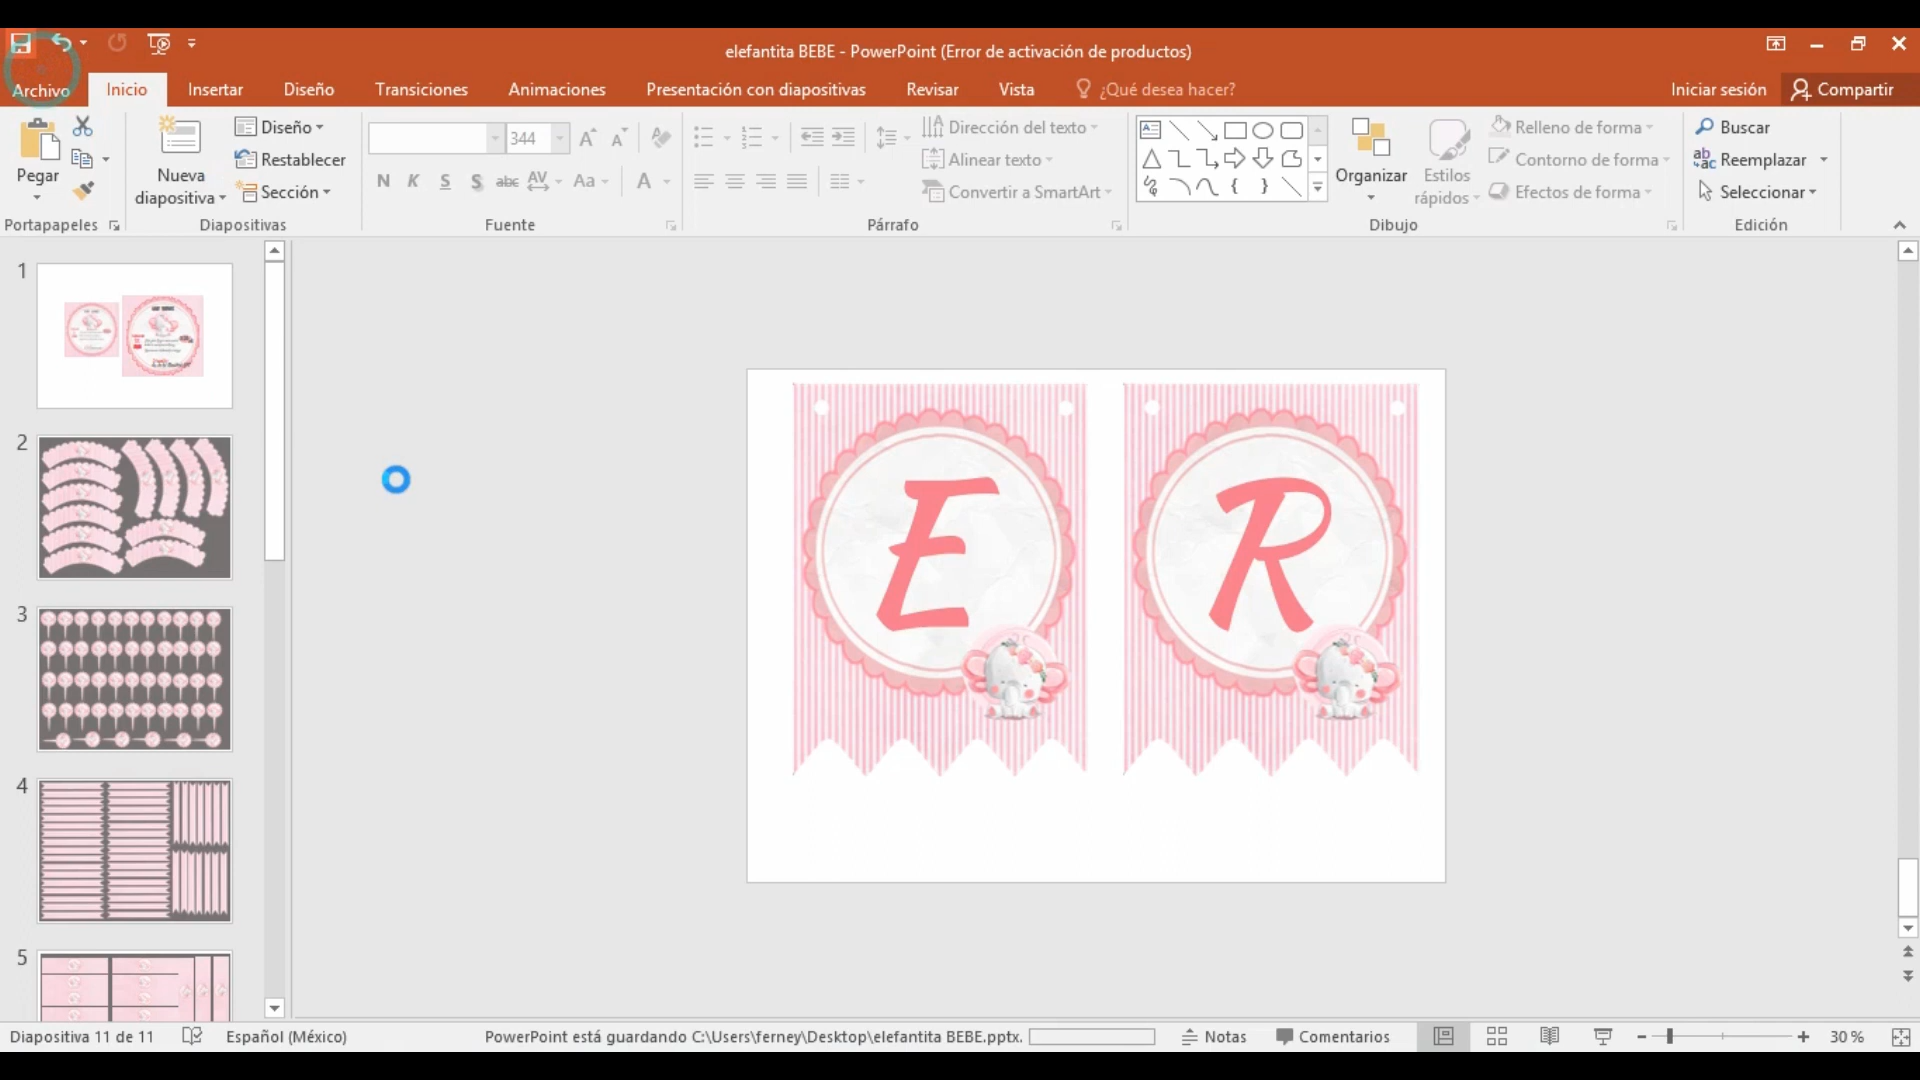 elefantita BEBE - PowerPoint (Error de activación de productos)
Archivo Inicio Insertar Diseño Transiciones Animaciones Presentación con diapositivas Revisar Vista ¿Qué desea hacer? Iniciar sesión Compartir
Pegar
Portapapeles
Nueva diapositiva
Diseño
Restablecer
Sección
Diapositivas
344
N K S S abc AV Aa A
Fuente
Dirección del texto
Alinear texto
Convertir a SmartArt
Párrafo
Organizar
Estilos rápidos
Relleno de forma
Contorno de forma
Efectos de forma
Dibujo
Buscar
Reemplazar
Seleccionar
Edición
1
2
3
4
5
E R
Diapositiva 11 de 11 Español (México) PowerPoint está guardando C:\Users\ferney\Desktop\elefantita BEBE.pptx. Notas Comentarios 30 %